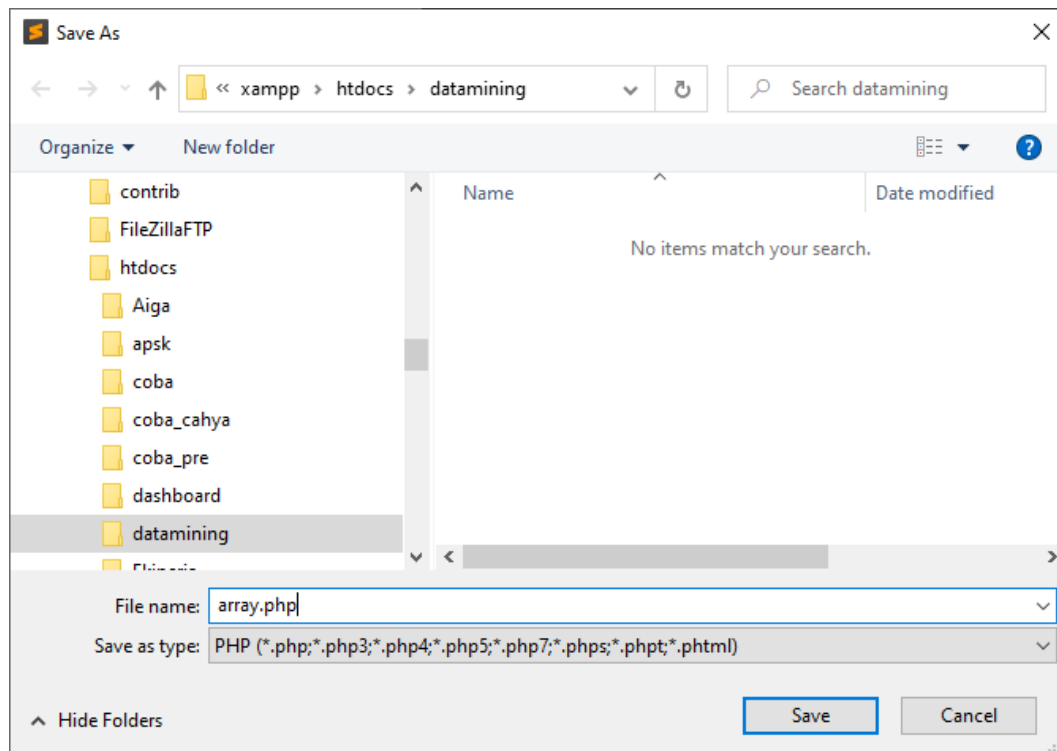 Save As
« xampp > htdocs > datamining
Search datamining
Organize
New folder
Name
Date modified
contrib
FileZillaFTP
htdocs
Aiga
apsk
coba
coba_cahya
coba_pre
dashboard
datamining
No items match your search.
File name: array.php
Save as type: PHP (*.php;*.php3;*.php4;*.php5;*.php7;*.phps;*.phpt;*.phtml)
Hide Folders
Save
Cancel